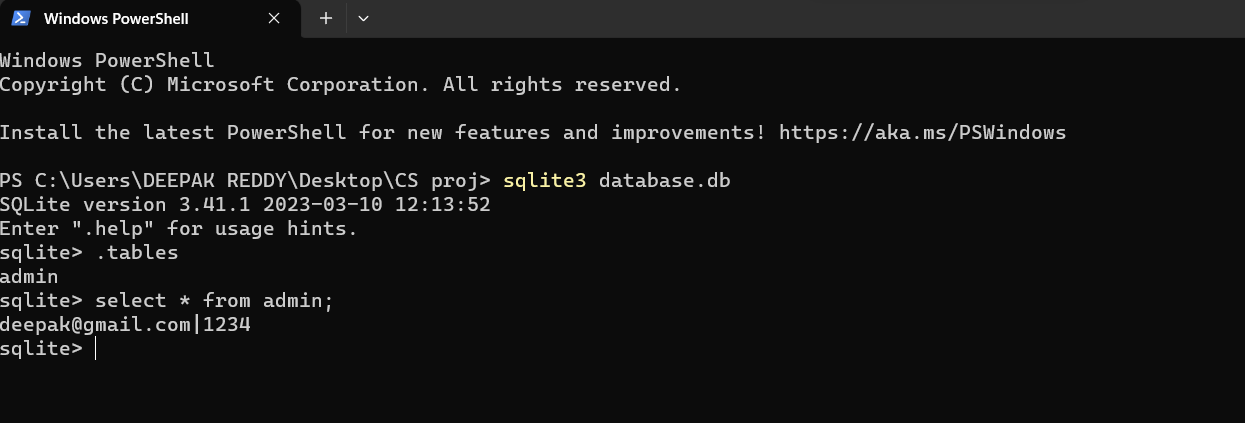 Windows PowerShell
Windows PowerShell
Copyright (C) Microsoft Corporation. All rights reserved.
Install the latest PowerShell for new features and improvements! https://aka.ms/PSWindows
PS C:\Users\DEEPAK REDDY\Desktop\CS proj> sqlite3 database.db
SQLite version 3.41.1 2023-03-10 12:13:52
Enter ".help" for usage hints.
sqlite> .tables
admin
sqlite> select * from admin;
deepak@gmail.com|1234
sqlite>